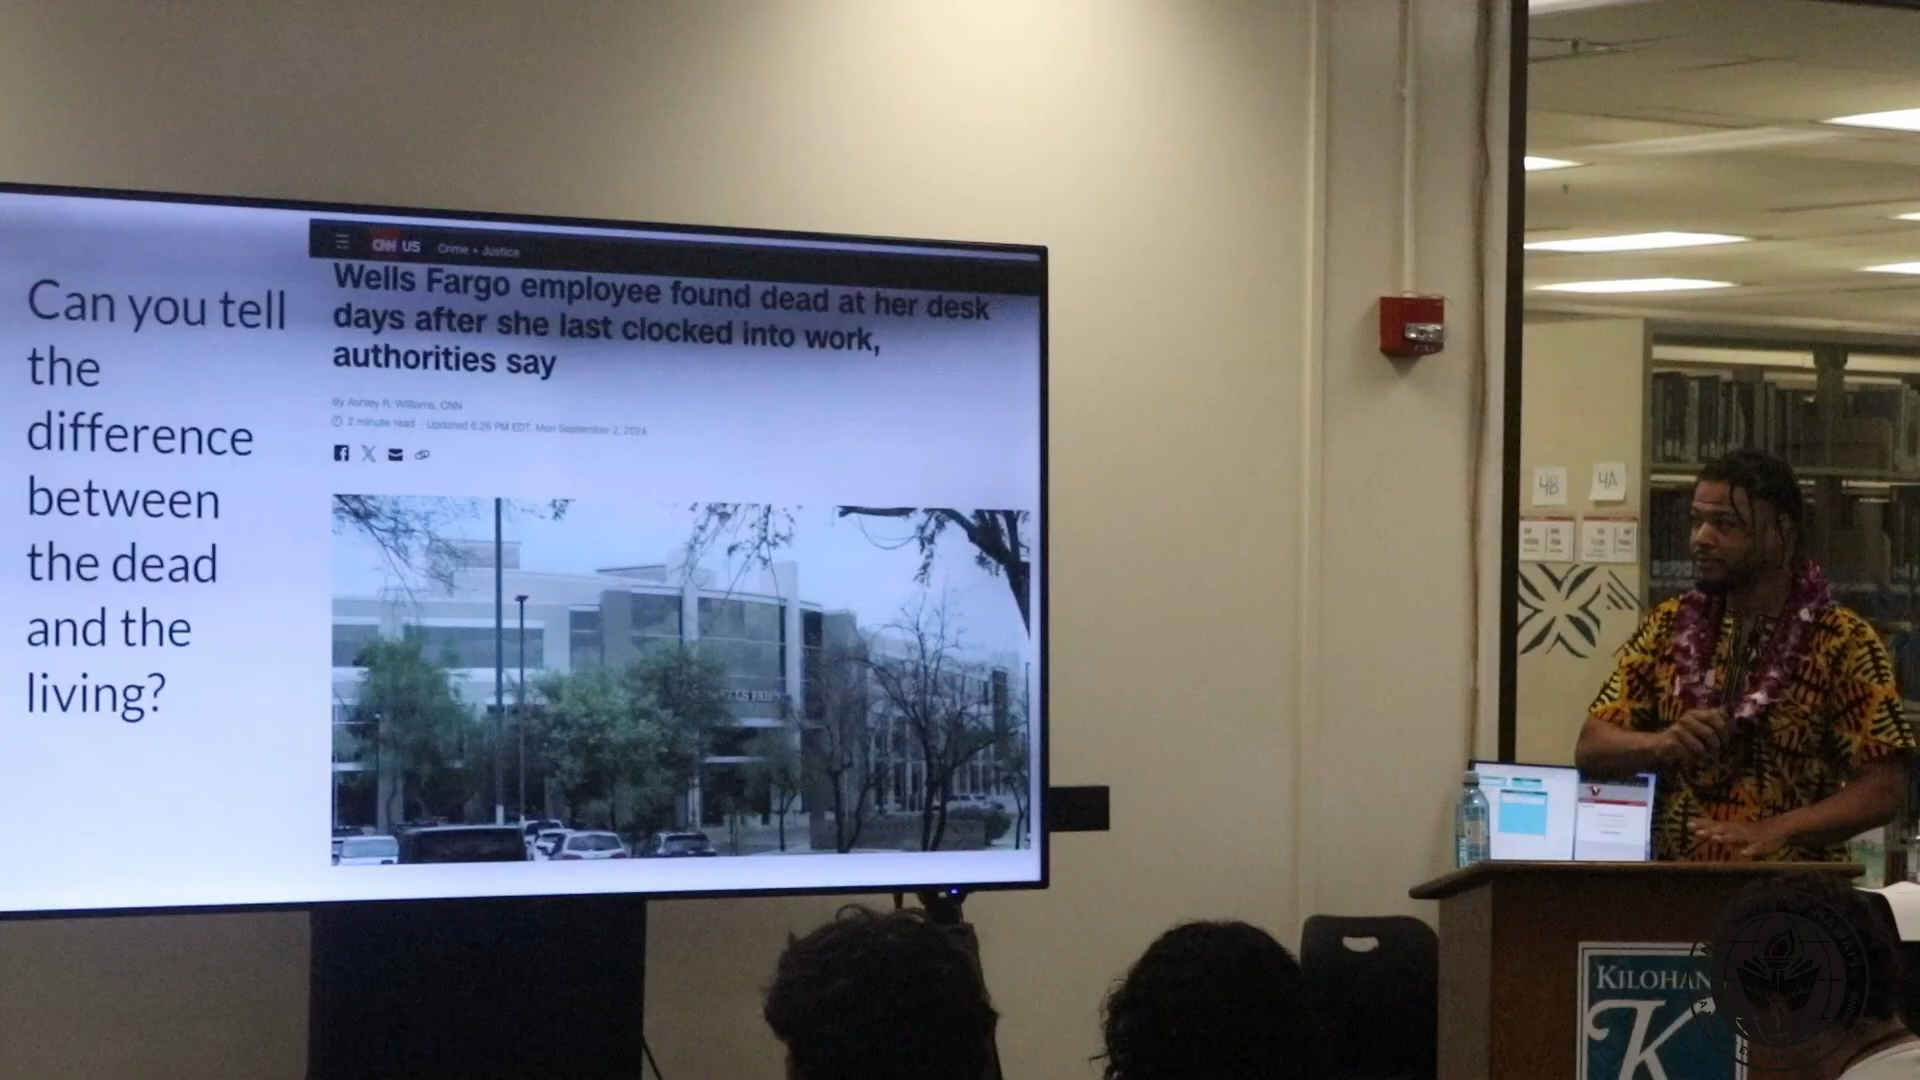 Can you tell
the
difference
between
the dead
and the
living?
CNN US Crime + Justice
Wells Fargo employee found dead at her desk
days after she last clocked into work,
authorities say
By Ashley R. Williams, CNN
2 minute read - Updated 6:26 PM EDT, Mon September 2, 2024
4B
4A
KILOHAN
K